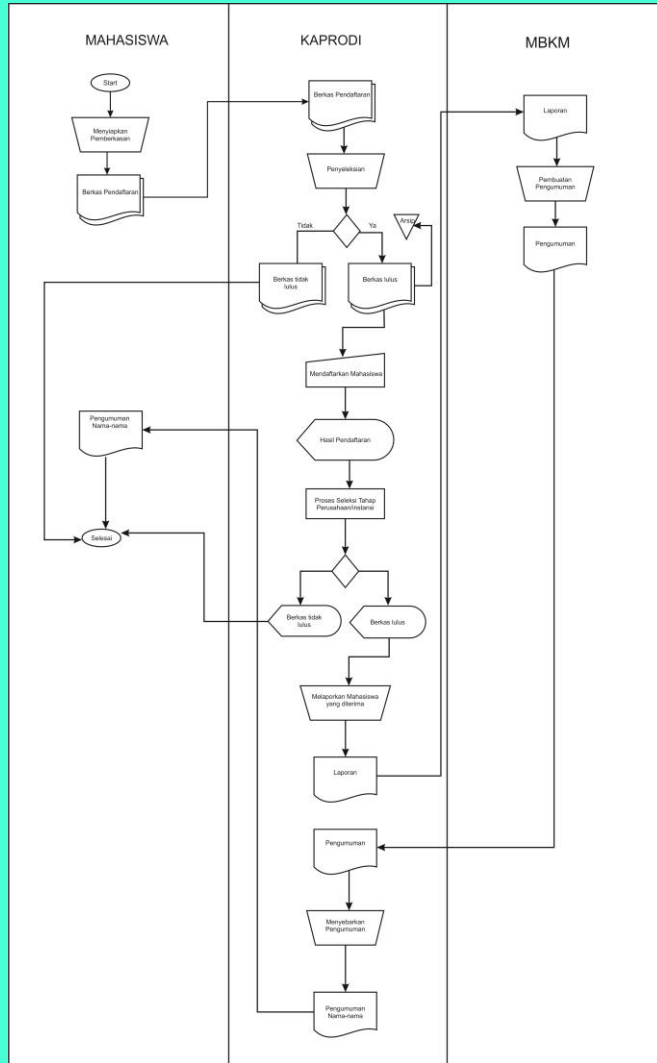 MAHASISWA
KAPRODI
MBKM
Start
Menyiapkan
Pemberkasan
Berkas Pendaftaran
Berkas Pendaftaran
Penyeleksian
Tidak
Ya
Arsip
Berkas tidak
lulus
Berkas lulus
Mendaftarkan Mahasiswa
Hasil Pendaftaran
Proses Seleksi Tahap
Perusahaan/instansi
Berkas tidak
lulus
Berkas lulus
Melaporkan Mahasiswa
yang diterima
Laporan
Laporan
Pembuatan
Pengumuman
Pengumuman
Pengumuman
Menyebarkan
Pengumuman
Pengumuman
Nama-nama
Pengumuman
Nama-nama
Selesai